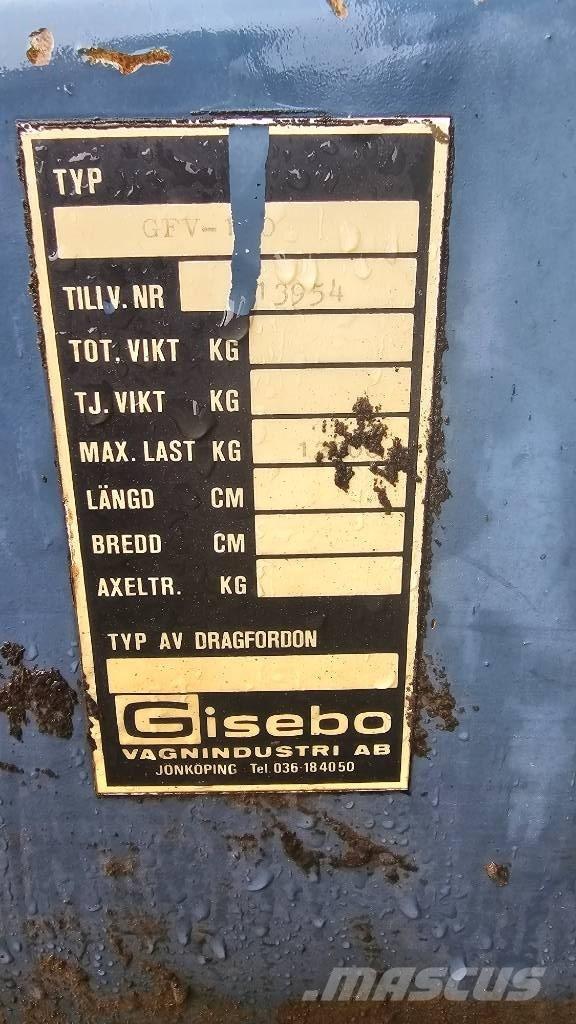 TYP
TILLV. NR 13954
TOT. VIKT KG
TJ. VIKT KG
MAX. LAST KG
LÄNGD CM
BREDD CM
AXELTR. KG
TYP AV DRAGFORDON
Gisebo
VAGNINDUSTRI AB
JÖNKÖPING Tel. 036-184050
MASCUS